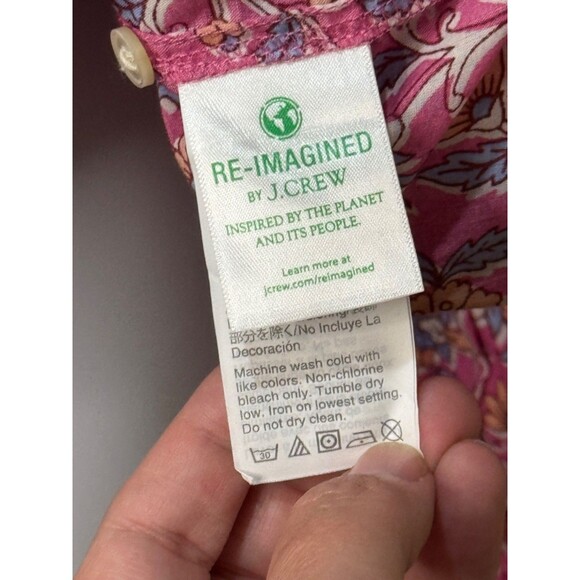 RE-IMAGINED
BY J.CREW
INSPIRED BY THE PLANET
AND ITS PEOPLE.
Learn more at
jcrew.com/reimagined
部分を除く/No Incluye La
Decoración
Machine wash cold with
like colors. Non-chlorine
bleach only. Tumble dry
low. Iron on lowest setting.
Do not dry clean.
30